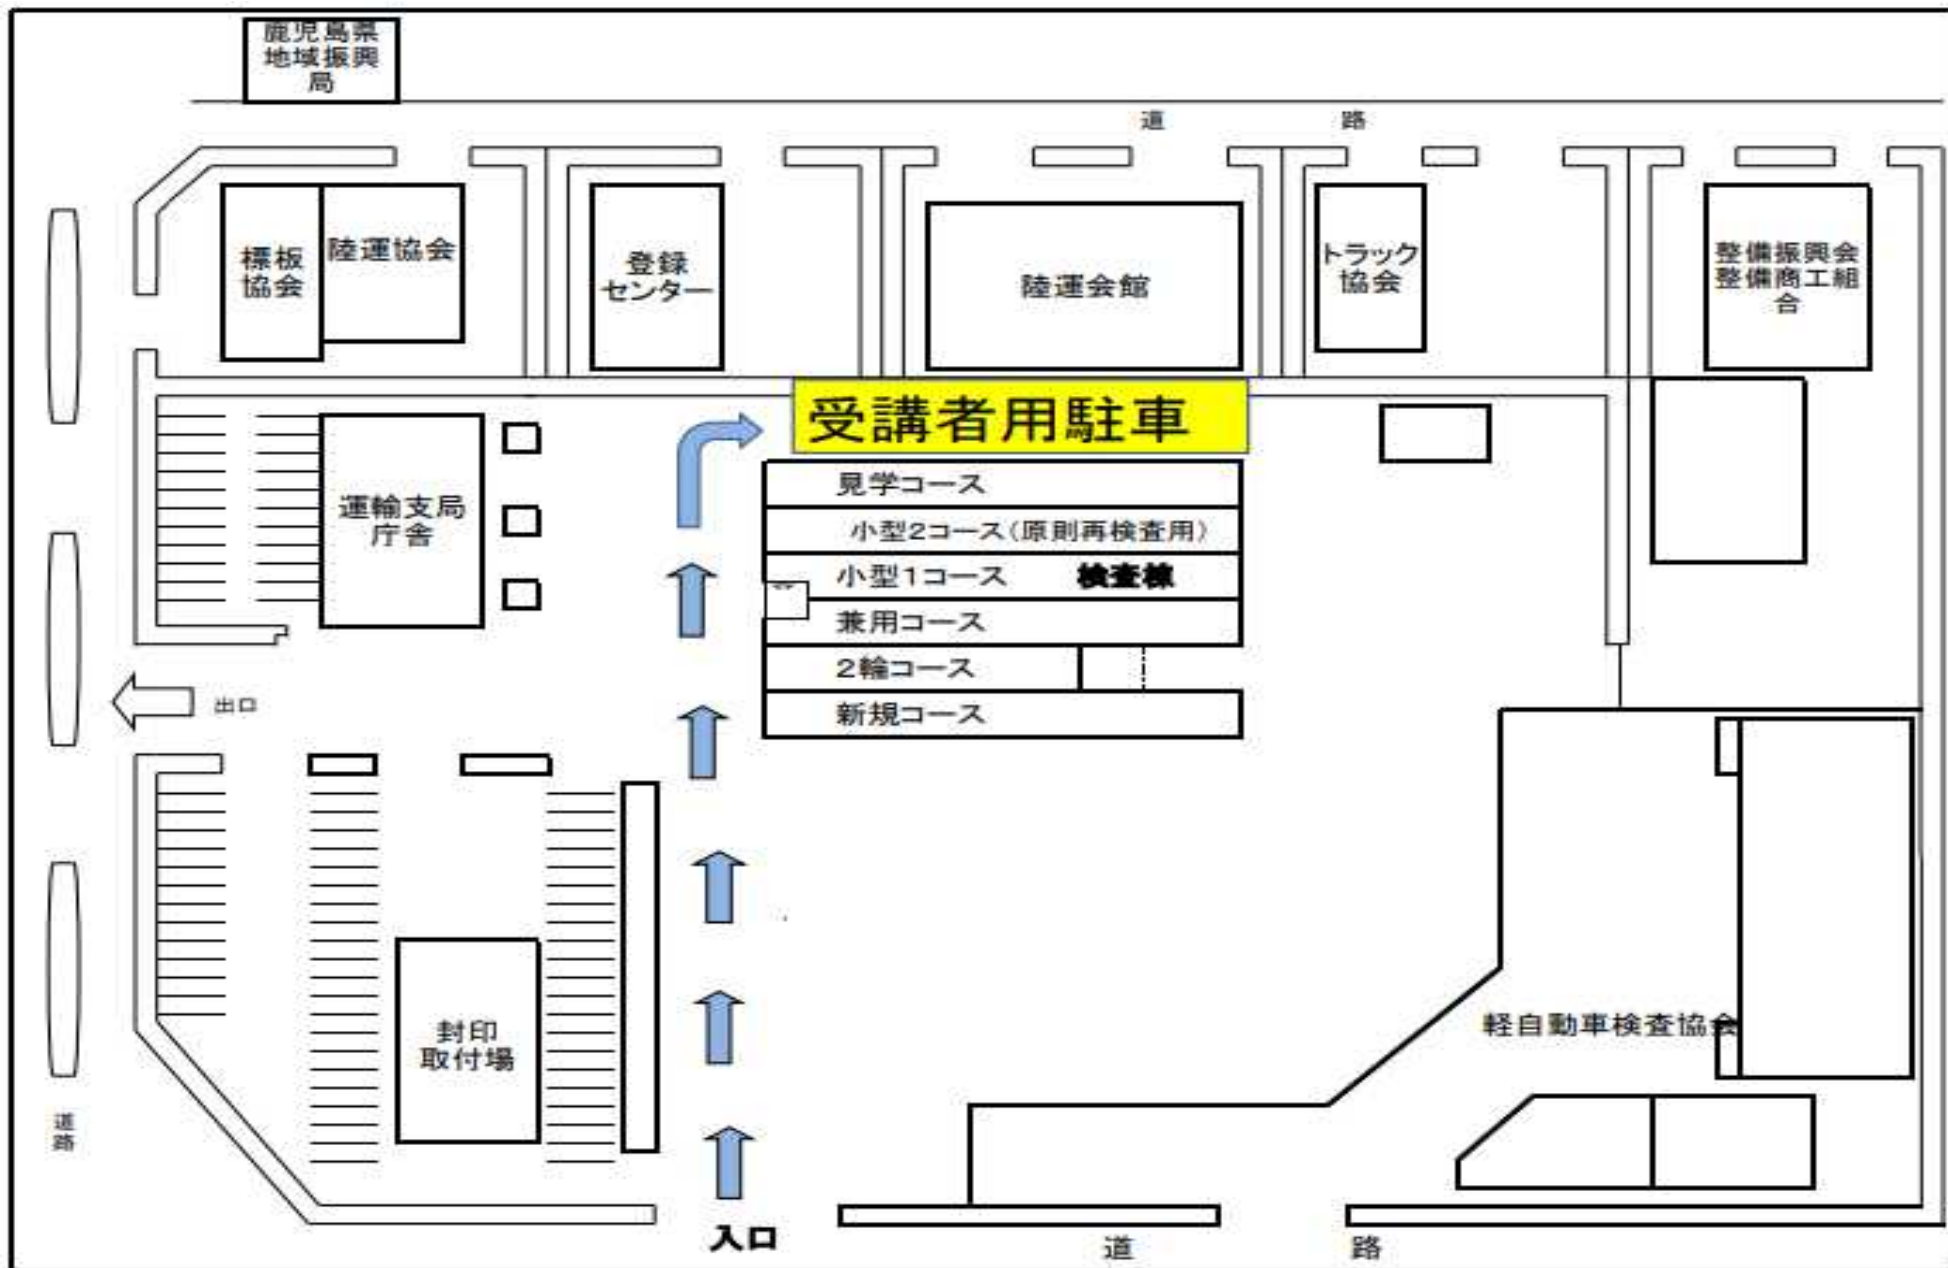 鹿児島県
地域振興
局
道 路
標板
協会
陸運協会
登録
センター
陸運会館
トラック
協会
整備振興会
整備商工組
合
受講者用駐車
見学コース
小型2コース(原則再検査用)
小型1コース 検査棟
兼用コース
2輪コース
新規コース
運輸支局
庁舎
出口
封印
取付場
軽自動車検査協会
道
路
入口
道 路